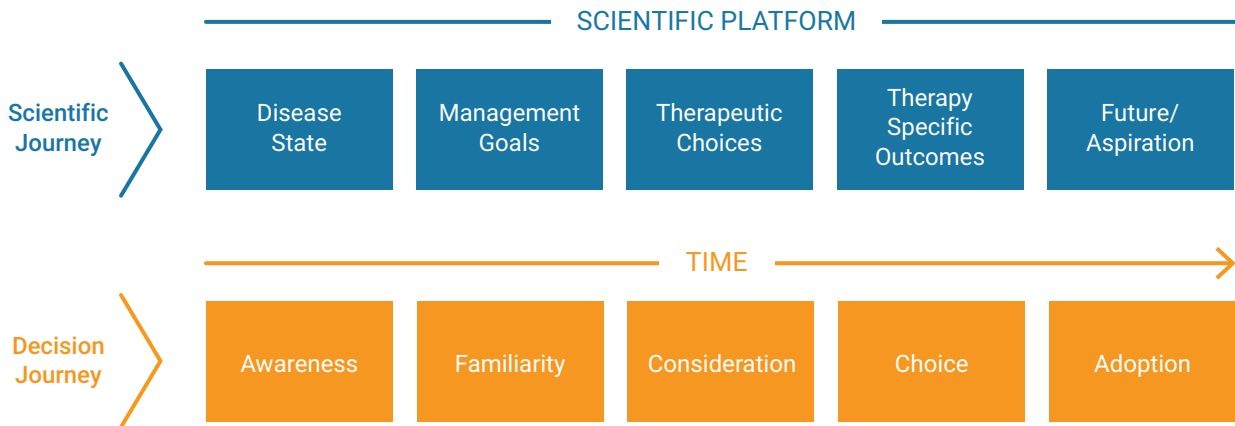 SCIENTIFIC PLATFORM
Scientific
Journey
Disease
State
Management
Goals
Therapeutic
Choices
Therapy
Specific
Outcomes
Future/
Aspiration
TIME
Decision
Journey
Awareness
Familiarity
Consideration
Choice
Adoption